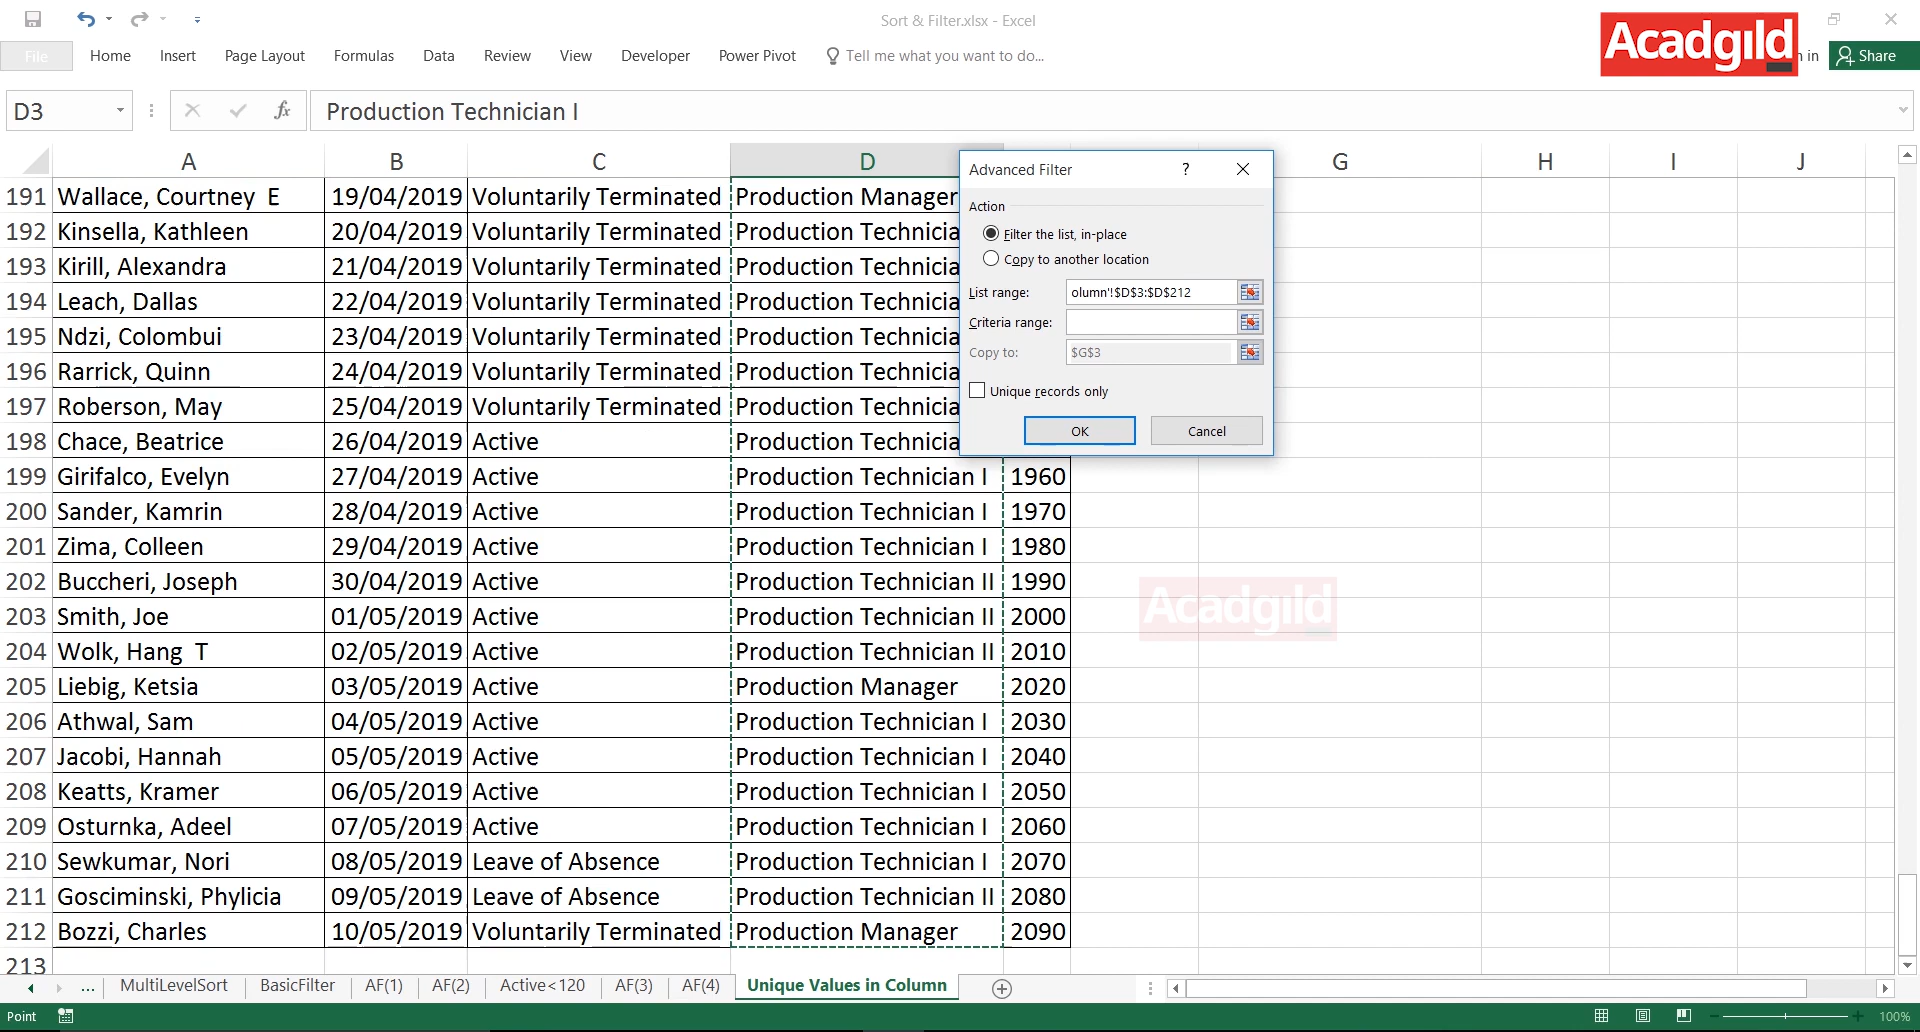 Sort & Filter.xlsx - Excel
File Home Insert Page Layout Formulas Data Review View Developer Power Pivot Tell me what you want to do... Acadgıld n in Share
D3 fx Production Technician I
A B C D G H I J
191 Wallace, Courtney E 19/04/2019 Voluntarily Terminated Production Manager
192 Kinsella, Kathleen 20/04/2019 Voluntarily Terminated Production Technicia
193 Kirill, Alexandra 21/04/2019 Voluntarily Terminated Production Technicia
194 Leach, Dallas 22/04/2019 Voluntarily Terminated Production Technicia
195 Ndzi, Colombui 23/04/2019 Voluntarily Terminated Production Technicia
196 Rarrick, Quinn 24/04/2019 Voluntarily Terminated Production Technicia
197 Roberson, May 25/04/2019 Voluntarily Terminated Production Technicia
198 Chace, Beatrice 26/04/2019 Active Production Technicia
199 Girifalco, Evelyn 27/04/2019 Active Production Technician I 1960
200 Sander, Kamrin 28/04/2019 Active Production Technician I 1970
201 Zima, Colleen 29/04/2019 Active Production Technician I 1980
202 Buccheri, Joseph 30/04/2019 Active Production Technician II 1990
203 Smith, Joe 01/05/2019 Active Production Technician II 2000
204 Wolk, Hang T 02/05/2019 Active Production Technician II 2010
205 Liebig, Ketsia 03/05/2019 Active Production Manager 2020
206 Athwal, Sam 04/05/2019 Active Production Technician I 2030
207 Jacobi, Hannah 05/05/2019 Active Production Technician I 2040
208 Keatts, Kramer 06/05/2019 Active Production Technician I 2050
209 Osturnka, Adeel 07/05/2019 Active Production Technician I 2060
210 Sewkumar, Nori 08/05/2019 Leave of Absence Production Technician I 2070
211 Gosciminski, Phylicia 09/05/2019 Leave of Absence Production Technician II 2080
212 Bozzi, Charles 10/05/2019 Voluntarily Terminated Production Manager 2090
213
Advanced Filter ?
Action
Filter the list, in-place
Copy to another location
List range: olumn'!$D$3:$D$212
Criteria range:
Copy to: $G$3
Unique records only
OK Cancel
Acadgıld
... MultiLevelSort BasicFilter AF(1) AF(2) Active<120 AF(3) AF(4) Unique Values in Column
Point 100%